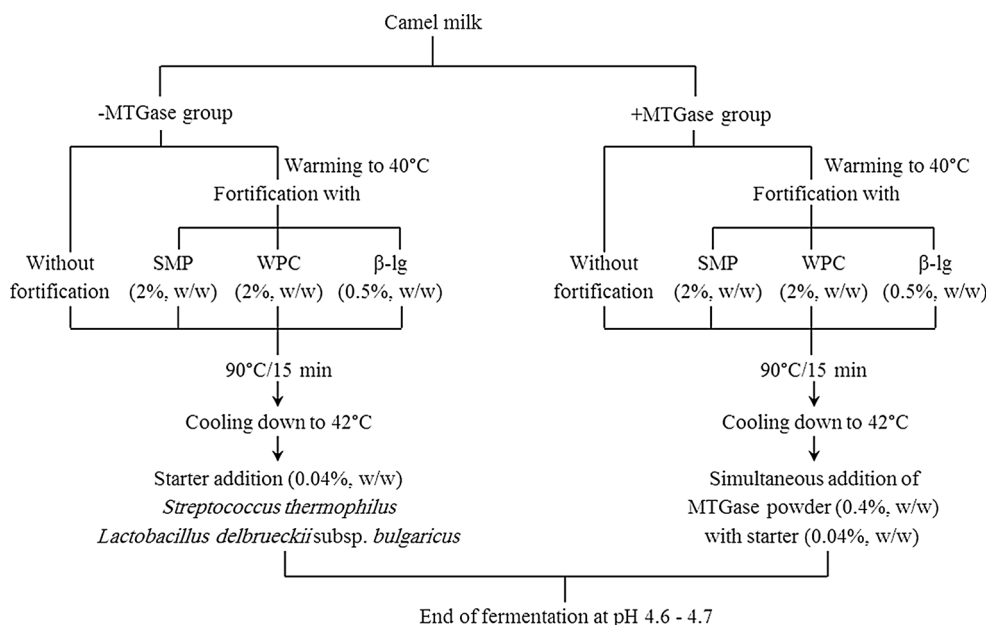 Camel milk
-MTGase group
+MTGase group
Warming to 40°C
Fortification with
Warming to 40°C
Fortification with
Without
fortification
SMP
(2%, w/w)
WPC
(2%, w/w)
β-lg
(0.5%, w/w)
Without
fortification
SMP
(2%, w/w)
WPC
(2%, w/w)
β-lg
(0.5%, w/w)
90°C/15 min
Cooling down to 42°C
Starter addition (0.04%, w/w)
Streptococcus thermophilus
Lactobacillus delbrueckii subsp. bulgaricus
90°C/15 min
Cooling down to 42°C
Simultaneous addition of
MTGase powder (0.4%, w/w)
with starter (0.04%, w/w)
End of fermentation at pH 4.6 - 4.7